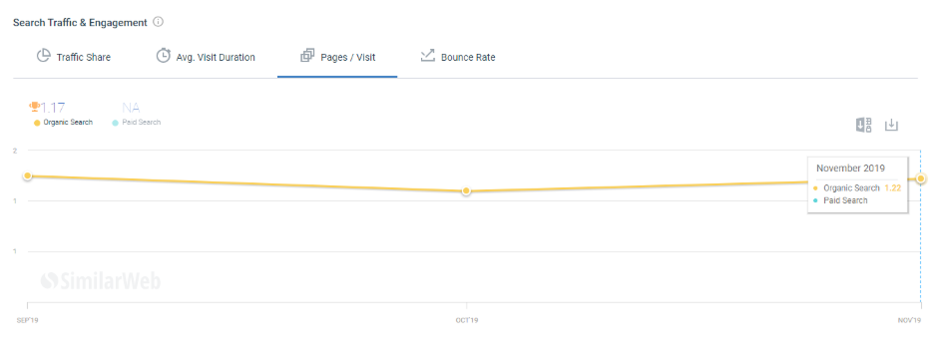 Search Traffic & Engagement
Traffic Share Avg. Visit Duration Pages / Visit Bounce Rate
1.17 NA
Organic Search Paid Search
2
November 2019
Organic Search 1.22
Paid Search
1
1
SimilarWeb
SEP'19 OCT'19 NOV'19